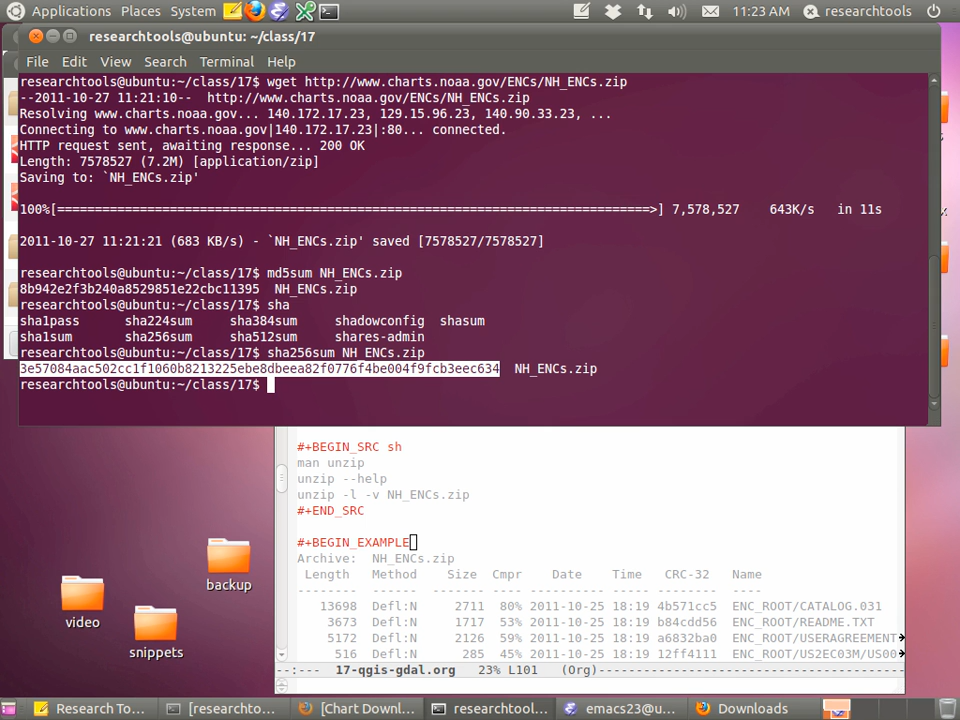 Applications Places System 11:23 AM researchtools
researchtools@ubuntu: ~/class/17
File Edit View Search Terminal Help
researchtools@ubuntu:~/class/17$ wget http://www.charts.noaa.gov/ENCs/NH_ENCs.zip
--2011-10-27 11:21:10-- http://www.charts.noaa.gov/ENCs/NH_ENCs.zip
Resolving www.charts.noaa.gov... 140.172.17.23, 129.15.96.23, 140.90.33.23, ...
Connecting to www.charts.noaa.gov|140.172.17.23|:80... connected.
HTTP request sent, awaiting response... 200 OK
Length: 7578527 (7.2M) [application/zip]
Saving to: `NH_ENCs.zip'
100%[==============================================================================>] 7,578,527 643K/s in 11s
2011-10-27 11:21:21 (683 KB/s) - `NH_ENCs.zip' saved [7578527/7578527]
researchtools@ubuntu:~/class/17$ md5sum NH_ENCs.zip
8b942e2f3b240a8529851e22cbc11395 NH_ENCs.zip
researchtools@ubuntu:~/class/17$ sha
sha1pass sha224sum sha384sum shadowconfig shasum
sha1sum sha256sum sha512sum shares-admin
researchtools@ubuntu:~/class/17$ sha256sum NH_ENCs.zip
3e57084aac502cc1f1060b8213225ebe8dbeea82f0776f4be004f9fcb3eec634 NH_ENCs.zip
researchtools@ubuntu:~/class/17$
#+BEGIN_SRC sh
man unzip
unzip --help
unzip -l -v NH_ENCs.zip
#+END_SRC
#+BEGIN_EXAMPLE
Archive: NH_ENCs.zip
Length Method Size Cmpr Date Time CRC-32 Name
-------- ------ ------- ---- ---------- ----- -------- ----
13698 Defl:N 2711 80% 2011-10-25 18:19 4b571cc5 ENC_ROOT/CATALOG.031
3673 Defl:N 1717 53% 2011-10-25 18:19 b84cdd56 ENC_ROOT/README.TXT
5172 Defl:N 2126 59% 2011-10-25 18:19 a6832ba0 ENC_ROOT/USERAGREEMENT
516 Defl:N 285 45% 2011-10-25 18:19 12ff4111 ENC_ROOT/US2EC03M/US00
--:--- 17-qgis-gdal.org 23% L101 (Org)--------------------------------------
backup
video
snippets
Research To... [researchto... [Chart Downl... researchtool... emacs23@u... Downloads